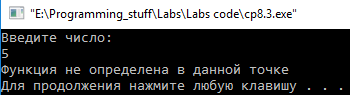 "E:\Programming_stuff\Labs\Labs code\cp8.3.exe"
Введите число:
5
Функция не определена в данной точке
Для продолжения нажмите любую клавишу . . .